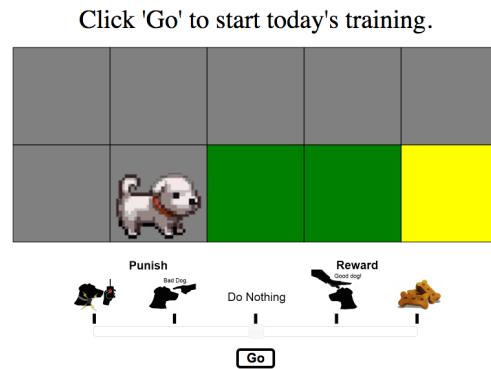 Click 'Go' to start today's training.
Punish
Reward
Bad Dog
Good dog!
Do Nothing
Go